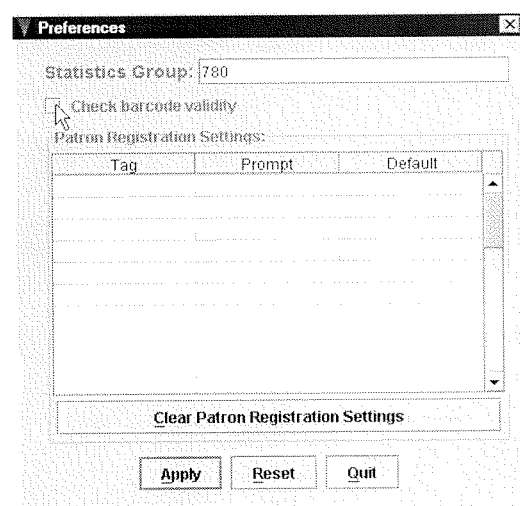 Preferences
Statistics Group: 780
Check barcode validity
Patron Registration Settings:
Tag Prompt Default
Clear Patron Registration Settings
Apply Reset Quit